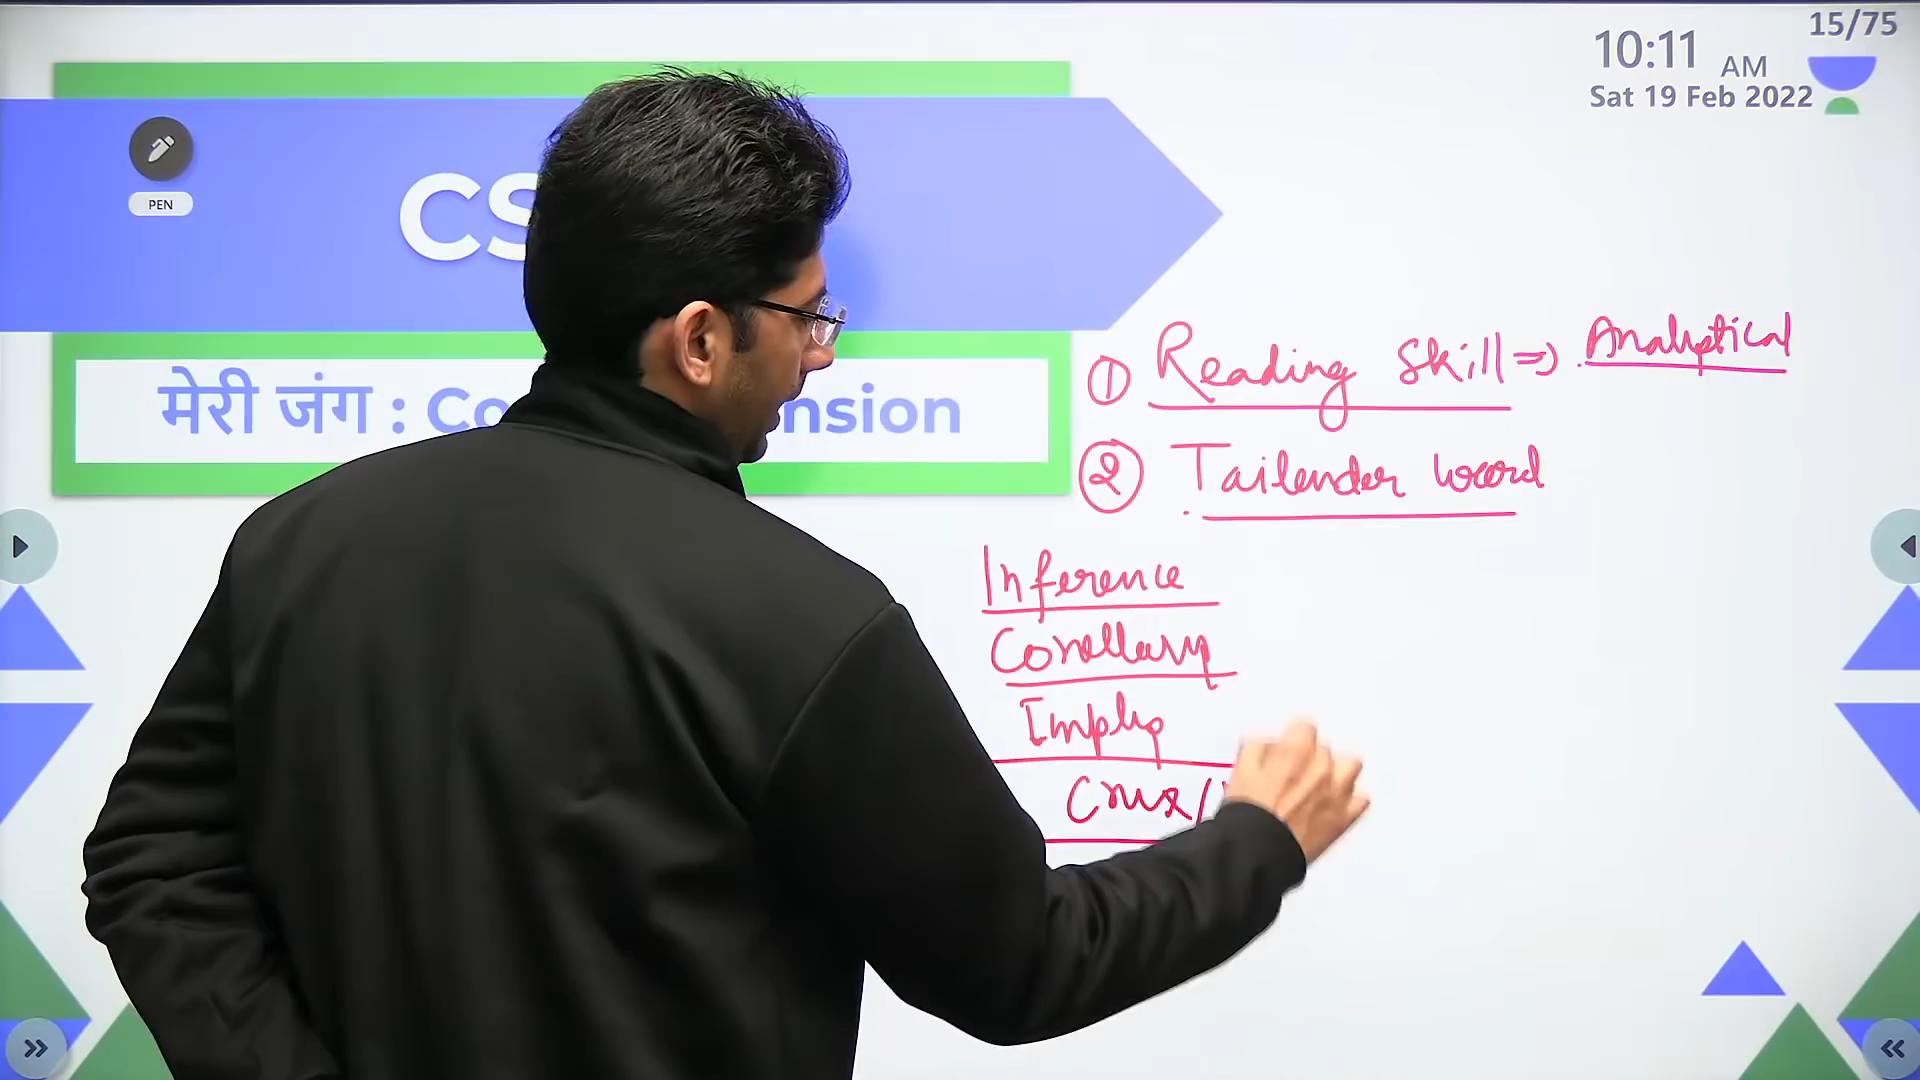 15/75
10:11 AM
Sat 19 Feb 2022
PEN
CS
मेरी जंग : Co nsion
① Reading Skill => Analytical
② Tailender word
Inference
Corollary
Imply
Crux/